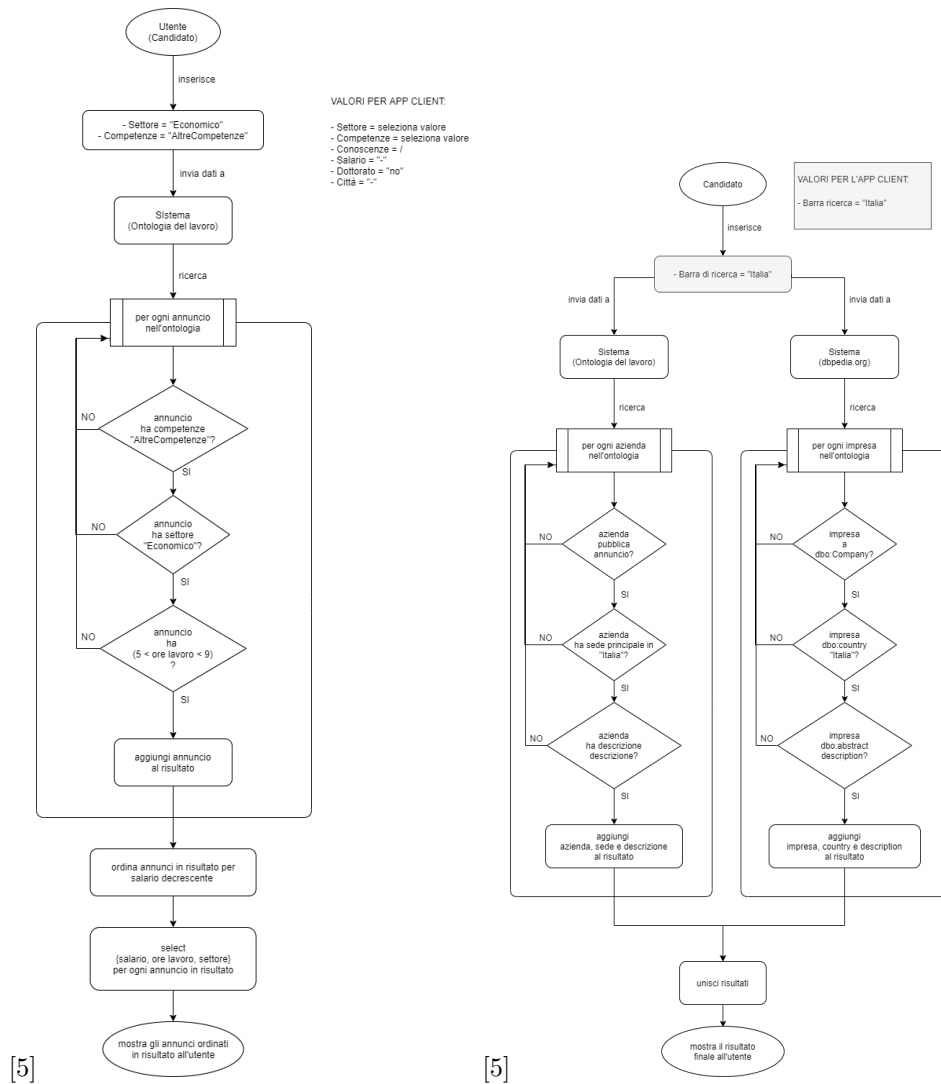 Utente
(Candidato)
inserisce
- Settore = "Economico"
- Competenze = "AltreCompetenze"
invia dati a
SIstema
(Ontologia del lavoro)
ricerca
per ogni annuncio
nell'ontologia
annuncio
ha competenze
"AltreCompetenze"?
NO
SI
annuncio
ha settore
"Economico"?
NO
SI
annuncio
ha
(5 < ore lavoro < 9)
?
NO
SI
aggiungi annuncio
al risultato
ordina annunci in risultato per
salario decrescente
select
{salario, ore lavoro, settore}
per ogni annuncio in risultato
mostra gli annunci ordinati
in risultato all'utente
[5]
VALORI PER APP CLIENT:
- Settore = seleziona valore
- Competenze = seleziona valore
- Conoscenze = /
- Salario = "-"
- Dottorato = "no"
- Città = "-"
Candidato
VALORI PER L'APP CLIENT:
- Barra ricerca = "Italia"
inserisce
- Barra di ricerca = "Italia"
invia dati a
invia dati a
Sistema
(Ontologia del lavoro)
Sistema
(dbpedia.org)
ricerca
ricerca
per ogni azienda
nell'ontologia
per ogni impresa
nell'ontologia
azienda
pubblica
annuncio?
NO
SI
impresa
a
dbo:Company?
NO
SI
azienda
ha sede principale in
"Italia"?
NO
SI
impresa
dbo:country
"Italia"?
NO
SI
azienda
ha descrizione
descrizione?
NO
SI
impresa
dbo:abstract
description?
NO
SI
aggiungi
azienda, sede e descrizione
al risultato
aggiungi
impresa, country e description
al risultato
unisci risultati
mostra il risultato
finale all'utente
[5]